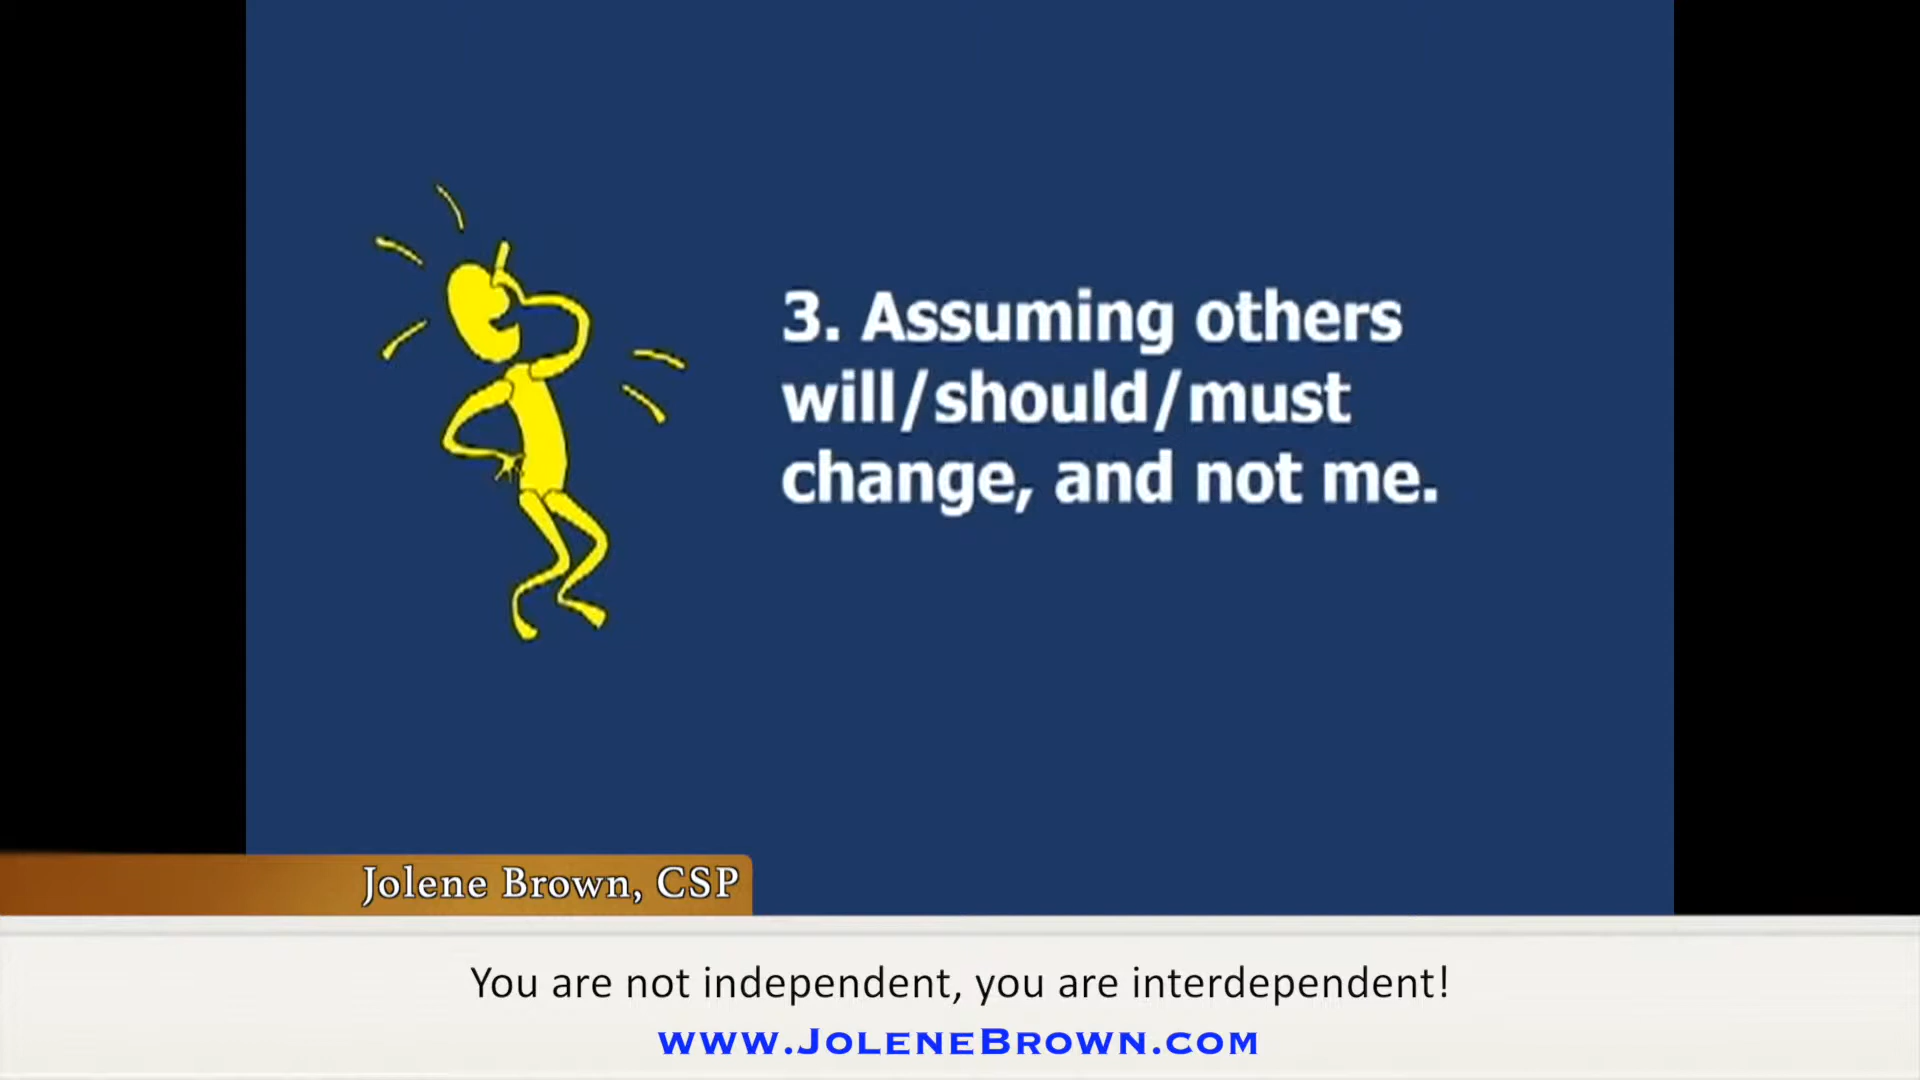 3. Assuming others
will/should/must
change, and not me.
Jolene Brown, CSP
You are not independent, you are interdependent!
www.JoleneBrown.com